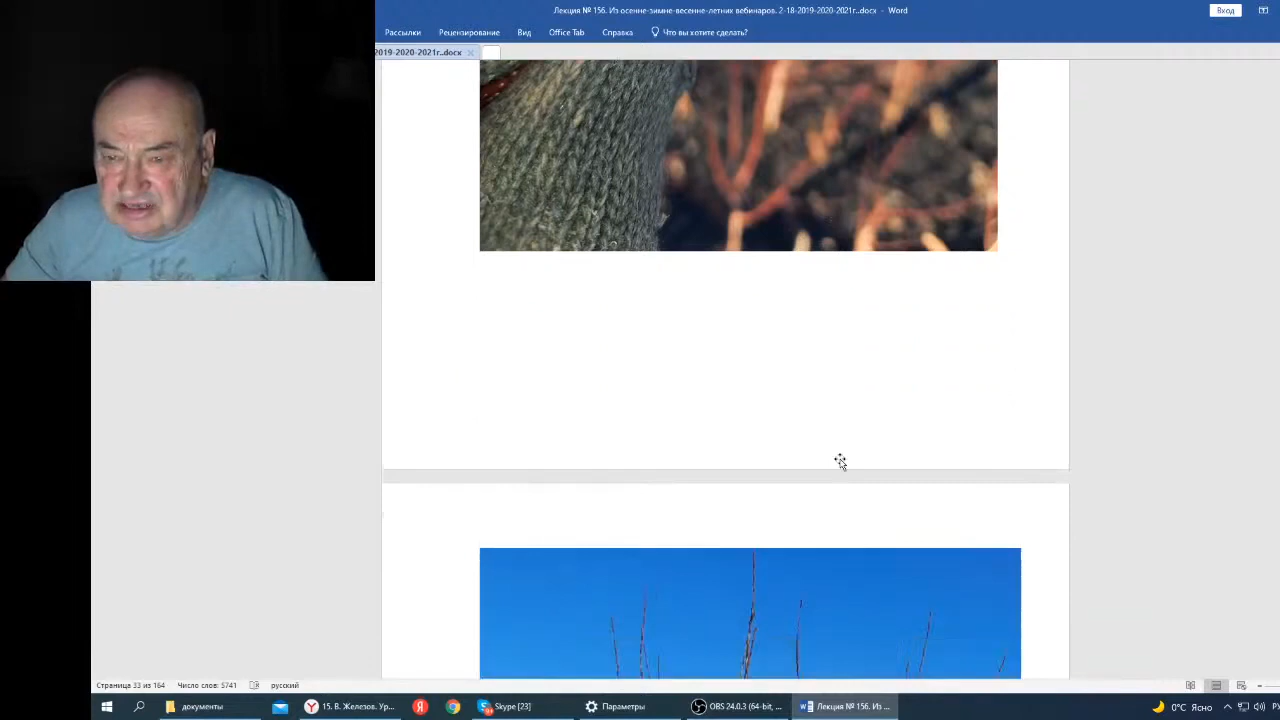 Лекция № 156. Из осенне-зимне-весенне-летних вебинаров. 2-18-2019-2020-2021г..docx - Word
Вход
Рассылки Рецензирование Вид Office Tab Справка Что вы хотите сделать?
2019-2020-2021г..docx
Страница 33 из 164 Число слов: 5741 русский
документы 15. В. Железов. Ур... Я Skype [23] Параметры OBS 24.0.3 (64-bit, ... Лекция № 156. Из ... 0°C Ясно